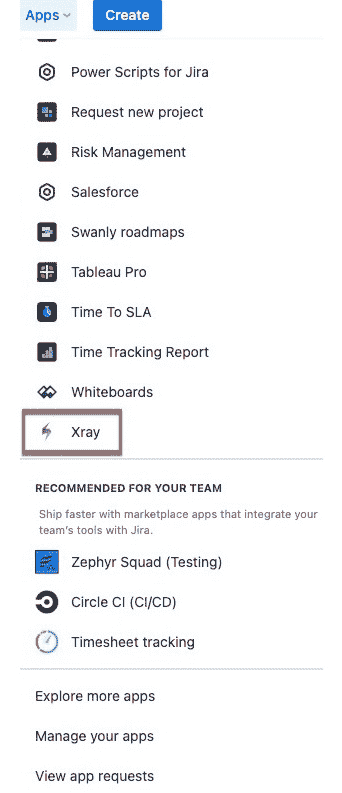 Apps Create
Power Scripts for Jira
Request new project
Risk Management
Salesforce
Swanly roadmaps
Tableau Pro
Time To SLA
Time Tracking Report
Whiteboards
Xray
RECOMMENDED FOR YOUR TEAM
Ship faster with marketplace apps that integrate your
team's tools with Jira.
Zephyr Squad (Testing)
Circle CI (CI/CD)
Timesheet tracking
Explore more apps
Manage your apps
View app requests